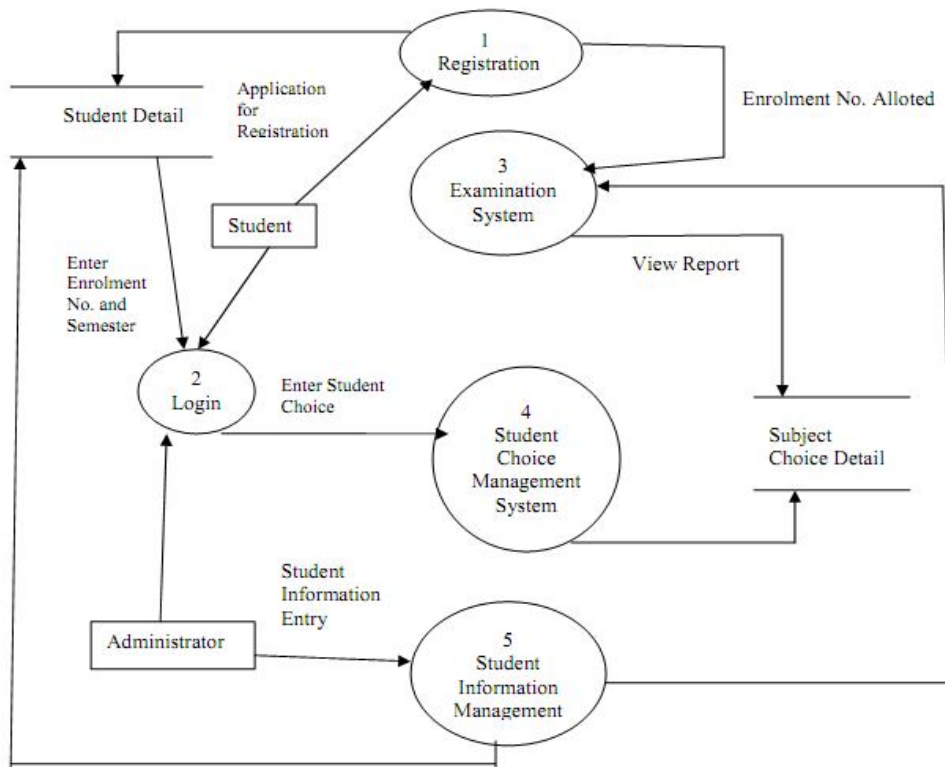 1
Registration
Application
for
Registration
Student Detail
Enrolment No. Alloted
3
Examination
System
Student
View Report
Enter
Enrolment
No. and
Semester
2
Login
Enter Student
Choice
4
Student
Choice
Management
System
Subject
Choice Detail
Student
Information
Entry
Administrator
5
Student
Information
Management